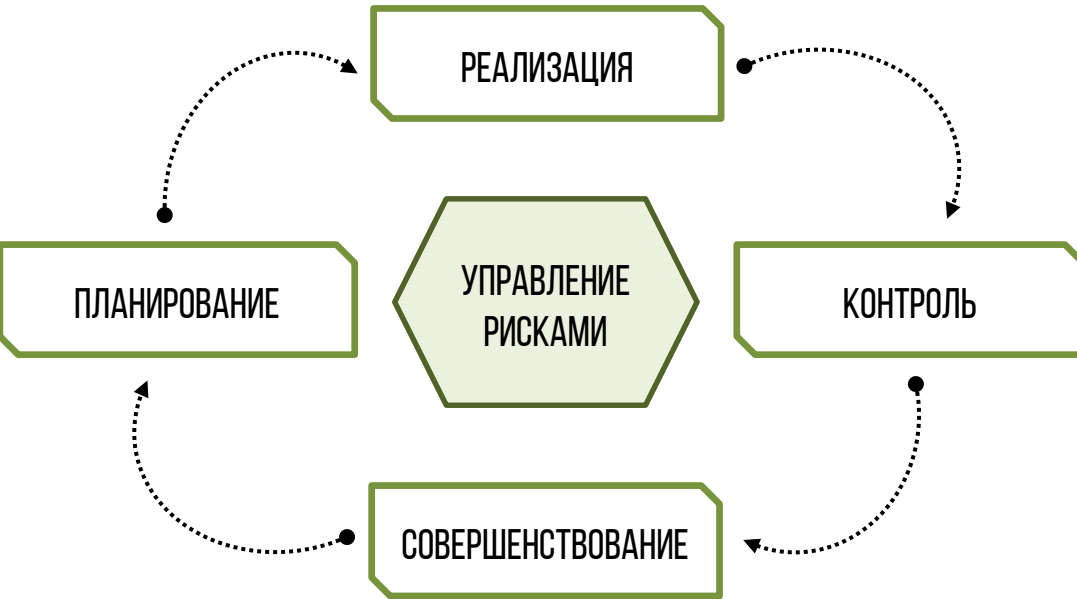 РЕАЛИЗАЦИЯ
ПЛАНИРОВАНИЕ
УПРАВЛЕНИЕ
РИСКАМИ
КОНТРОЛЬ
СОВЕРШЕНСТВОВАНИЕ